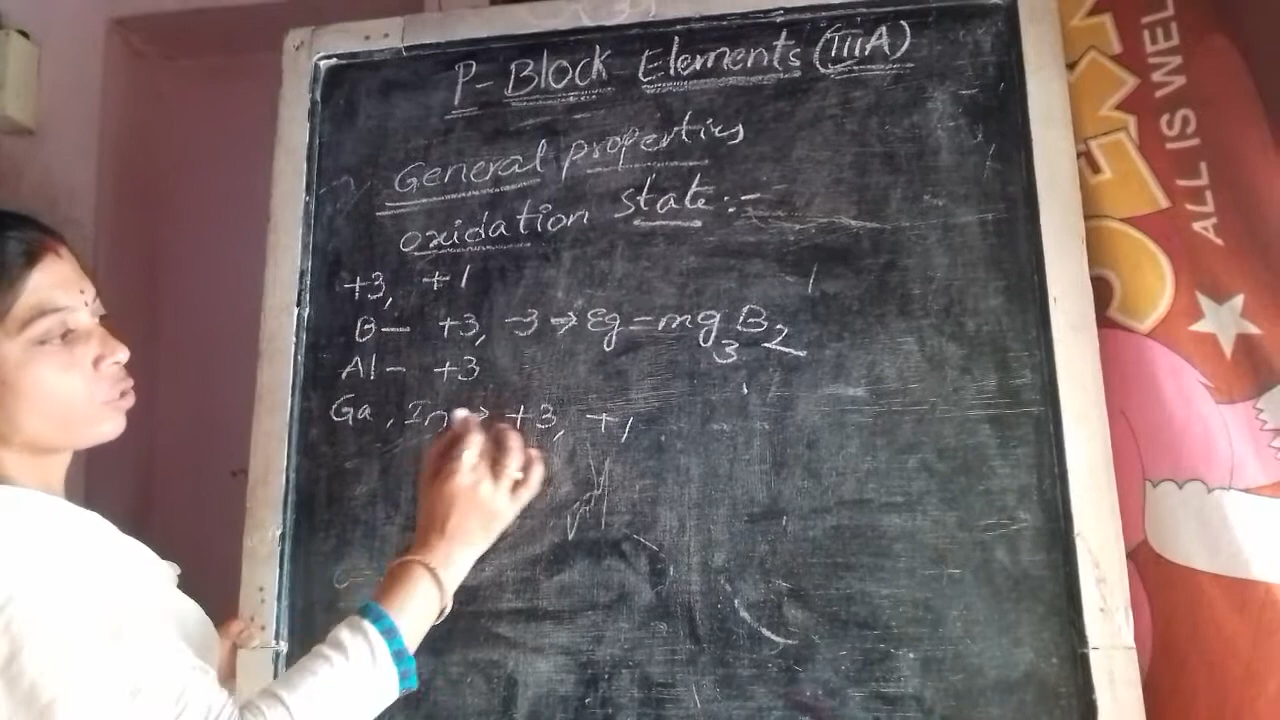 P-Block Elements (IIIA)
General properties
oxidation state:-
+3, +1
B- +3, -3 → Eg = mg3B2
Al- +3
Ga, In → +3, +1
ALL IS WEL